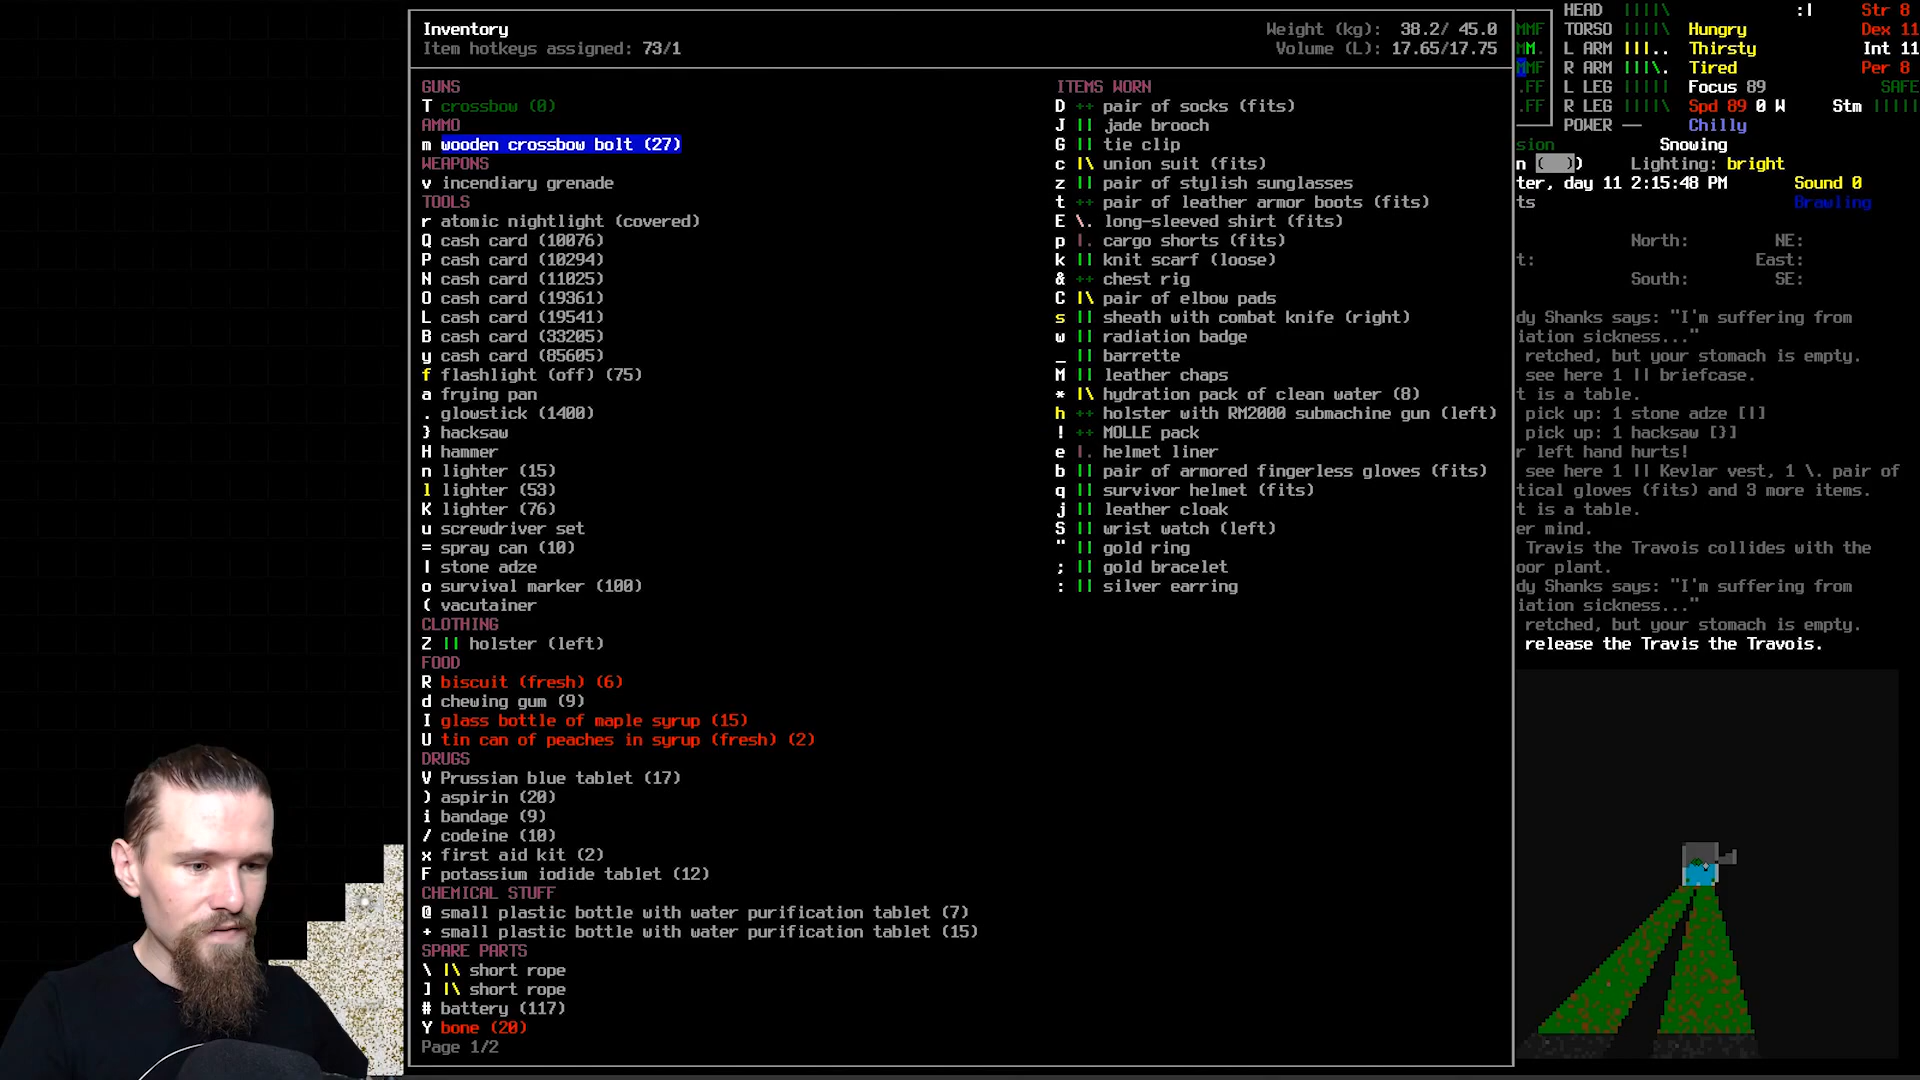 Inventory
Item hotkeys assigned: 73/1
Weight (kg): 38.2/ 45.0
Volume (L): 17.65/17.75
GUNS
T crossbow (0)
AMMO
m wooden crossbow bolt (27)
WEAPONS
v incendiary grenade
TOOLS
r atomic nightlight (covered)
Q cash card (10076)
P cash card (10294)
N cash card (11025)
O cash card (19361)
L cash card (19541)
B cash card (33205)
y cash card (85605)
f flashlight (off) (75)
a frying pan
. glowstick (1400)
} hacksaw
H hammer
n lighter (15)
l lighter (53)
K lighter (76)
u screwdriver set
= spray can (10)
| stone adze
o survival marker (100)
( vacutainer
CLOTHING
Z || holster (left)
FOOD
R biscuit (fresh) (6)
d chewing gum (9)
I glass bottle of maple syrup (15)
U tin can of peaches in syrup (fresh) (2)
DRUGS
V Prussian blue tablet (17)
) aspirin (20)
i bandage (9)
/ codeine (10)
x first aid kit (2)
F potassium iodide tablet (12)
CHEMICAL STUFF
@ small plastic bottle with water purification tablet (7)
+ small plastic bottle with water purification tablet (15)
SPARE PARTS
\ |\ short rope
] |\ short rope
# battery (117)
Y bone (20)
Page 1/2
ITEMS WORN
D ++ pair of socks (fits)
J || jade brooch
G || tie clip
c |\ union suit (fits)
z || pair of stylish sunglasses
t ++ pair of leather armor boots (fits)
E \. long-sleeved shirt (fits)
p |. cargo shorts (fits)
k || knit scarf (loose)
& ++ chest rig
C |\ pair of elbow pads
s || sheath with combat knife (right)
w || radiation badge
_ || barrette
M || leather chaps
* |\ hydration pack of clean water (8)
h ++ holster with RM2000 submachine gun (left)
! ++ MOLLE pack
e |. helmet liner
b || pair of armored fingerless gloves (fits)
q || survivor helmet (fits)
j || leather cloak
S || wrist watch (left)
" || gold ring
; || gold bracelet
: || silver earring
HEAD ||||\ :| Str 8
MMF TORSO ||||\ Hungry Dex 11
MM. L ARM |||.. Thirsty Int 11
MMF R ARM |||\. Tired Per 8
.FF L LEG ||||| Focus 89 SAFE
.FF R LEG ||||\ Spd 89 0 W Stm |||||
POWER — Chilly
sion Snowing
n ( ) Lighting: bright
ter, day 11 2:15:48 PM Sound 0
ts Brawling
North: NE:
t: East:
South: SE:
dy Shanks says: "I'm suffering from
iation sickness..."
retched, but your stomach is empty.
see here 1 || briefcase.
t is a table.
pick up: 1 stone adze [|]
pick up: 1 hacksaw [}]
r left hand hurts!
see here 1 || Kevlar vest, 1 \. pair of
tical gloves (fits) and 3 more items.
t is a table.
er mind.
Travis the Travois collides with the
oor plant.
dy Shanks says: "I'm suffering from
iation sickness..."
retched, but your stomach is empty.
release the Travis the Travois.